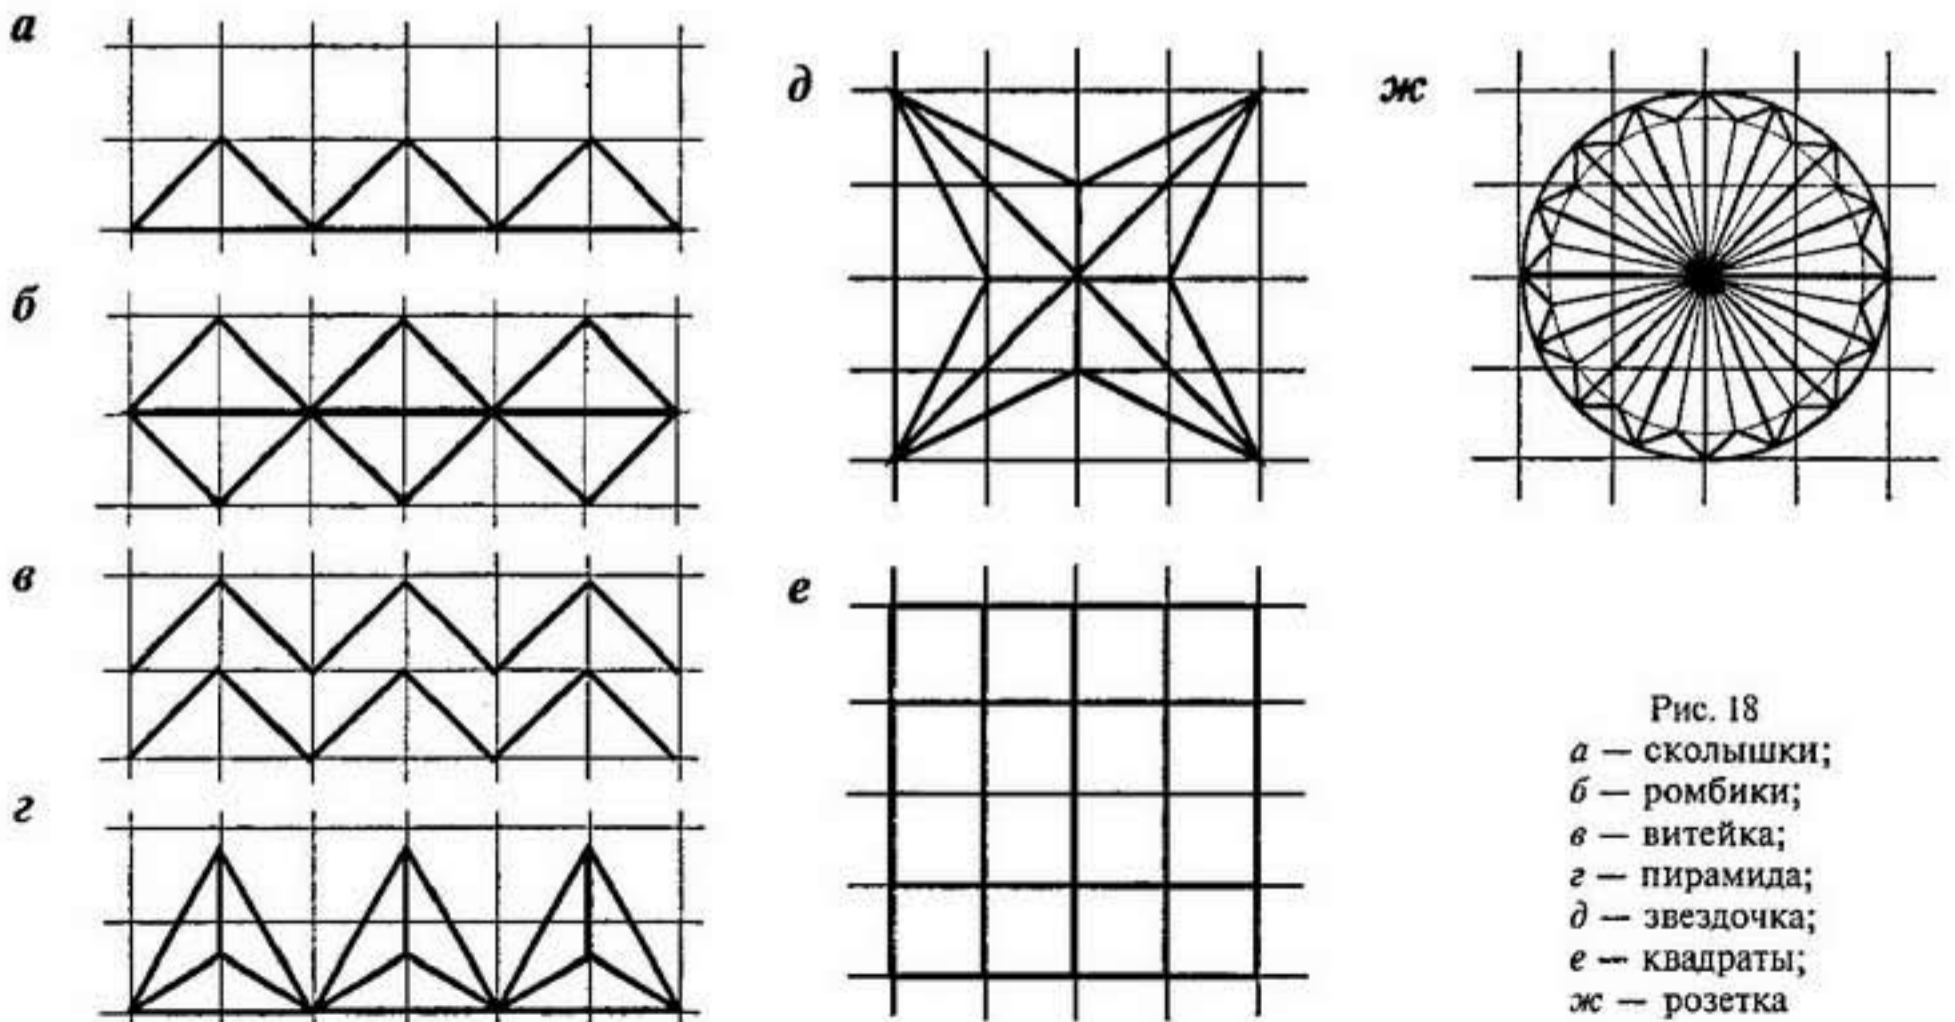 а
б
в
г
д
е
ж
Рис. 18
а — сколышки;
б — ромбики;
в — витейка;
г — пирамида;
д — звездочка;
е — квадраты;
ж — розетка